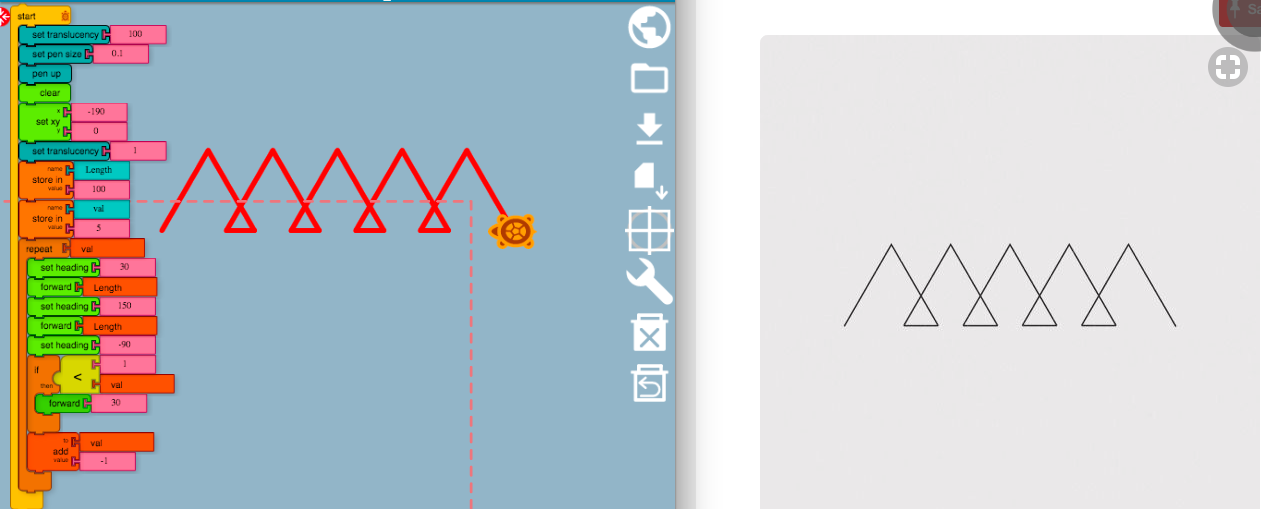 start
set translucency 100
set pen size 0.1
pen up
clear
x -190
set xy
y 0
set translucency 1
name Length
store in
value 100
name val
store in
value 5
repeat val
set heading 30
forward Length
set heading 150
forward Length
set heading -90
if 1
<
then val
forward 30
to val
add
value -1
Sa